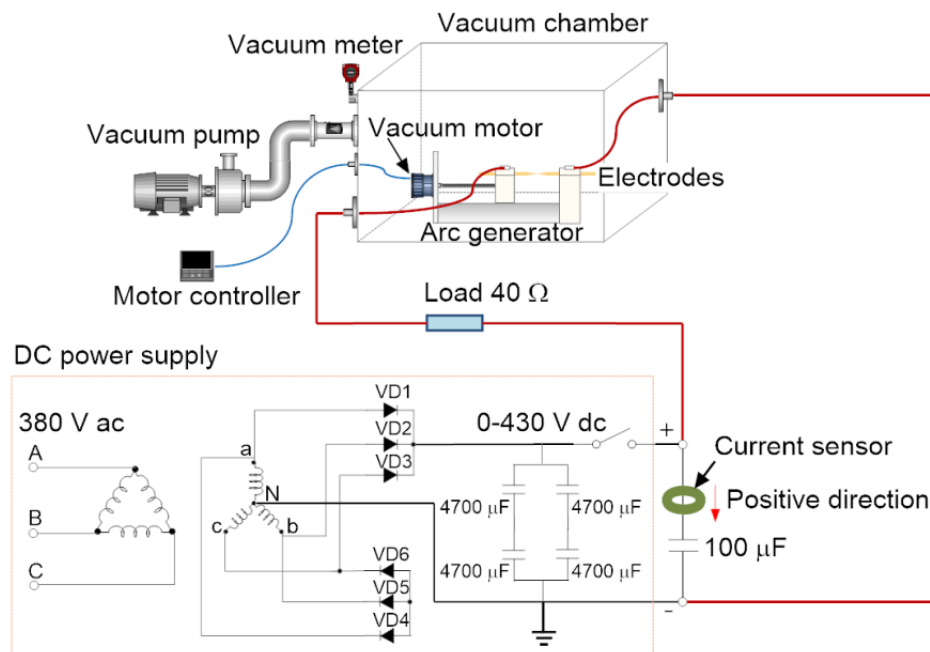 Vacuum meter
Vacuum chamber
Vacuum pump
Vacuum motor
Electrodes
Arc generator
Motor controller
Load 40 Ω
DC power supply
380 V ac
A
B
C
a
N
c
b
VD1
VD2
VD3
VD6
VD5
VD4
0-430 V dc
4700 μF
4700 μF
4700 μF
4700 μF
+
Current sensor
Positive direction
100 μF
-